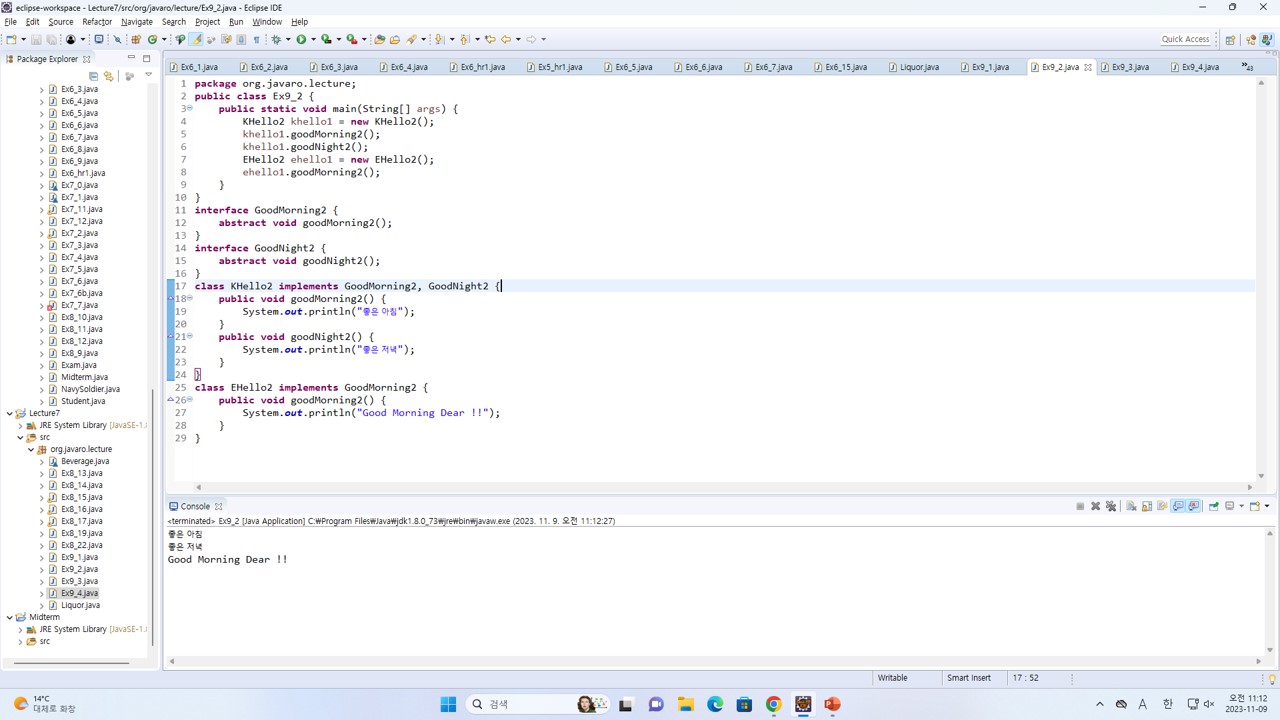 eclipse-workspace - Lecture7/src/org/javaro/lecture/Ex9_2.java - Eclipse IDE
File Edit Source Refactor Navigate Search Project Run Window Help
Quick Access
Package Explorer
Ex6_3.java
Ex6_4.java
Ex6_5.java
Ex6_6.java
Ex6_7.java
Ex6_8.java
Ex6_9.java
Ex6_hr1.java
Ex7_0.java
Ex7_1.java
Ex7_11.java
Ex7_12.java
Ex7_2.java
Ex7_3.java
Ex7_4.java
Ex7_5.java
Ex7_6.java
Ex7_6b.java
Ex7_7.java
Ex8_10.java
Ex8_11.java
Ex8_12.java
Ex8_9.java
Exam.java
Midterm.java
NavySoldier.java
Student.java
Lecture7
JRE System Library [JavaSE-1.8
src
org.javaro.lecture
Beverage.java
Ex8_13.java
Ex8_14.java
Ex8_15.java
Ex8_16.java
Ex8_17.java
Ex8_19.java
Ex8_22.java
Ex9_1.java
Ex9_2.java
Ex9_3.java
Ex9_4.java
Liquor.java
Midterm
JRE System Library [JavaSE-1.8
src
Ex6_1.java Ex6_2.java Ex6_3.java Ex6_4.java Ex6_hr1.java Ex5_hr1.java Ex6_5.java Ex6_6.java Ex6_7.java Ex6_15.java Liquor.java Ex9_1.java Ex9_2.java Ex9_3.java Ex9_4.java »43
1 package org.javaro.lecture;
2 public class Ex9_2 {
3 public static void main(String[] args) {
4 KHello2 khello1 = new KHello2();
5 khello1.goodMorning2();
6 khello1.goodNight2();
7 EHello2 ehello1 = new EHello2();
8 ehello1.goodMorning2();
9 }
10 }
11 interface GoodMorning2 {
12 abstract void goodMorning2();
13 }
14 interface GoodNight2 {
15 abstract void goodNight2();
16 }
17 class KHello2 implements GoodMorning2, GoodNight2 {
18 public void goodMorning2() {
19 System.out.println("좋은 아침");
20 }
21 public void goodNight2() {
22 System.out.println("좋은 저녁");
23 }
24 }
25 class EHello2 implements GoodMorning2 {
26 public void goodMorning2() {
27 System.out.println("Good Morning Dear !!");
28 }
29 }
Console
<terminated> Ex9_2 [Java Application] C:₩Program Files₩Java₩jdk1.8.0_73₩jre₩bin₩javaw.exe (2023. 11. 9. 오전 11:12:27)
좋은 아침
좋은 저녁
Good Morning Dear !!
Writable Smart Insert 17 : 52
14°C
대체로 화창
검색
A 한
오전 11:12
2023-11-09